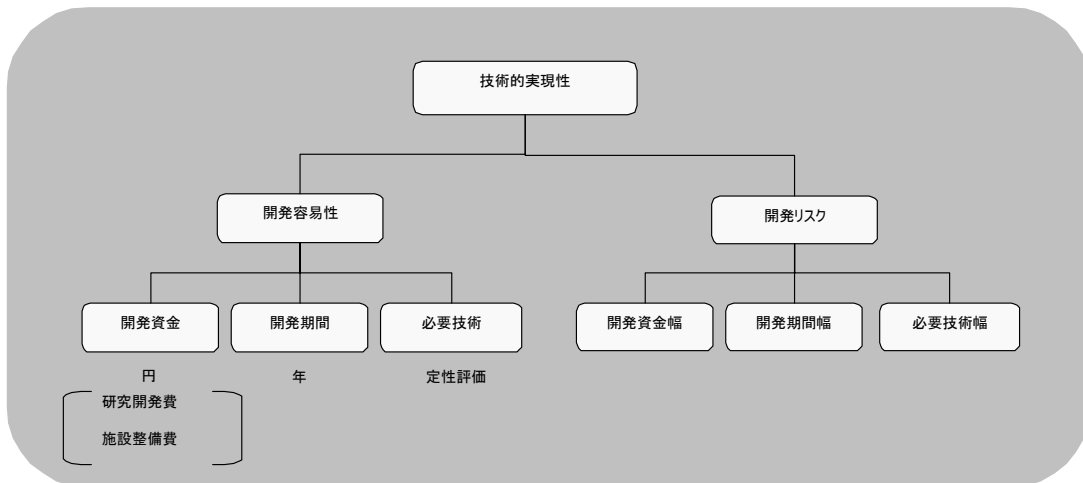 技術的実現性
開発容易性
開発リスク
開発資金
開発期間
必要技術
開発資金幅
開発期間幅
必要技術幅
円
年
定性評価
研究開発費
施設整備費